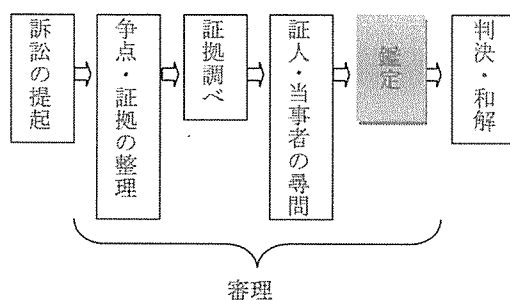 訴訟の提起
争点・証拠の整理
証拠調べ
証人・当事者の尋問
鑑定
判決・和解
審理